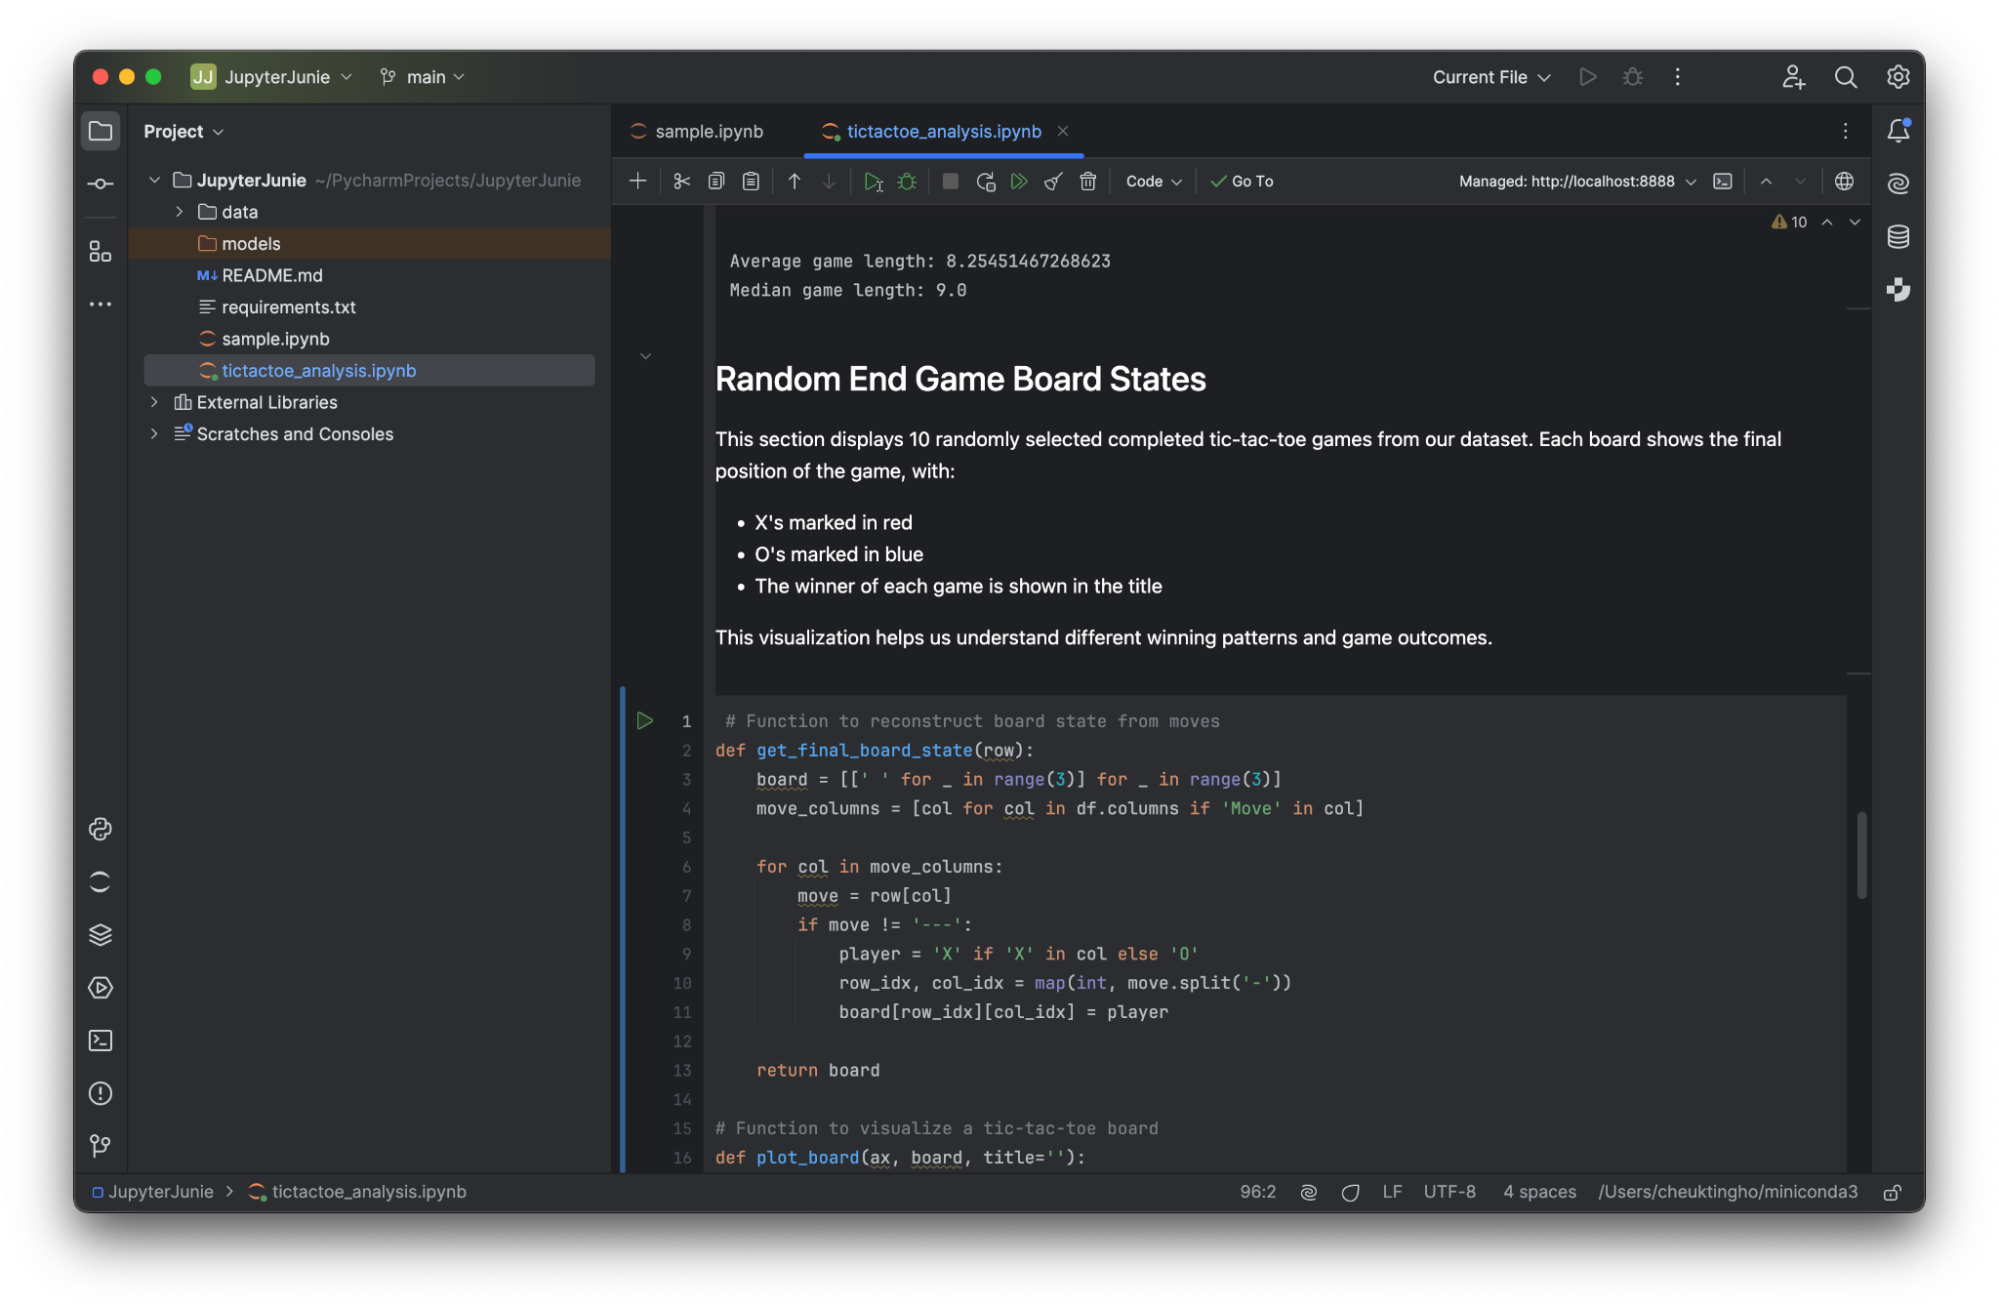 JJ JupyterJunie main Current File
Project
sample.ipynb tictactoe_analysis.ipynb
Code Go To Managed: http://localhost:8888
JupyterJunie ~/PycharmProjects/JupyterJunie
data
models
M↓ README.md
requirements.txt
sample.ipynb
tictactoe_analysis.ipynb
External Libraries
Scratches and Consoles
10
Average game length: 8.25451467268623
Median game length: 9.0
Random End Game Board States
This section displays 10 randomly selected completed tic-tac-toe games from our dataset. Each board shows the final
position of the game, with:
• X's marked in red
• O's marked in blue
• The winner of each game is shown in the title
This visualization helps us understand different winning patterns and game outcomes.
1 # Function to reconstruct board state from moves
2 def get_final_board_state(row):
3     board = [[' ' for _ in range(3)] for _ in range(3)]
4     move_columns = [col for col in df.columns if 'Move' in col]
5
6     for col in move_columns:
7         move = row[col]
8         if move != '---':
9             player = 'X' if 'X' in col else 'O'
10             row_idx, col_idx = map(int, move.split('-'))
11             board[row_idx][col_idx] = player
12
13     return board
14
15 # Function to visualize a tic-tac-toe board
16 def plot_board(ax, board, title=''):
JupyterJunie > tictactoe_analysis.ipynb 96:2 LF UTF-8 4 spaces /Users/cheuktingho/miniconda3